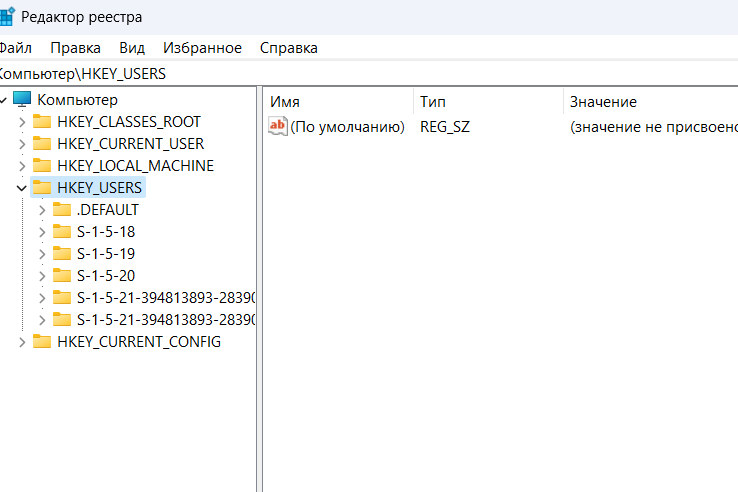 Редактор реестра
Файл Правка Вид Избранное Справка
Компьютер\HKEY_USERS
Компьютер
HKEY_CLASSES_ROOT
HKEY_CURRENT_USER
HKEY_LOCAL_MACHINE
HKEY_USERS
.DEFAULT
S-1-5-18
S-1-5-19
S-1-5-20
S-1-5-21-394813893-28390
S-1-5-21-394813893-28390
HKEY_CURRENT_CONFIG
Имя Тип Значение
ab (По умолчанию) REG_SZ (значение не присвоено